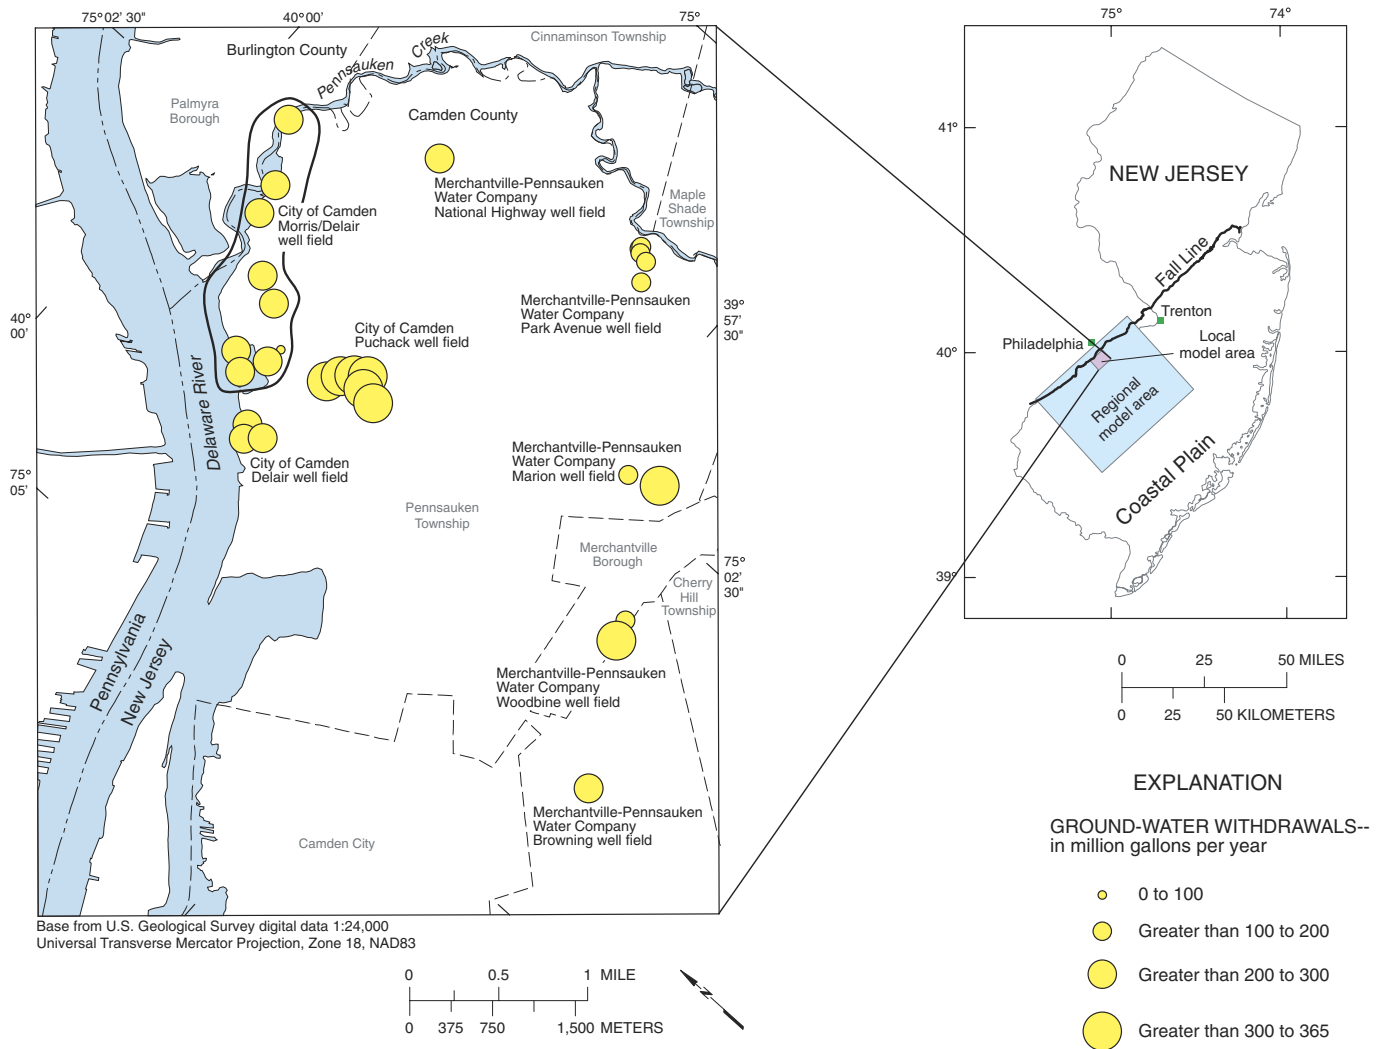 75° 02' 30"
40°00'
75°
Burlington County
Pennsauken
Creek
Cinnaminson Township
Palmyra
Borough
Camden County
Merchantville-Pennsauken
Water Company
National Highway well field
Maple
Shade
Township
City of Camden
Morris/Delair
well field
Merchantville-Pennsauken
Water Company
Park Avenue well field
39°
57'
30"
40°
00'
City of Camden
Puchack well field
Delaware River
City of Camden
Delair well field
75°
05'
Merchantville-Pennsauken
Water Company
Marion well field
Pennsauken
Township
Merchantville
Borough
75°
02'
30"
Cherry
Hill
Township
Pennsylvania
New Jersey
Merchantville-Pennsauken
Water Company
Woodbine well field
Merchantville-Pennsauken
Water Company
Browning well field
Camden City
Base from U.S. Geological Survey digital data 1:24,000
Universal Transverse Mercator Projection, Zone 18, NAD83
0 0.5 1 MILE
0 375 750 1,500 METERS
75° 74°
41°
NEW JERSEY
Fall Line
Trenton
Philadelphia
Local
model area
40°
Regional
model area
Coastal Plain
39°
0 25 50 MILES
0 25 50 KILOMETERS
EXPLANATION
GROUND-WATER WITHDRAWALS--
in million gallons per year
0 to 100
Greater than 100 to 200
Greater than 200 to 300
Greater than 300 to 365